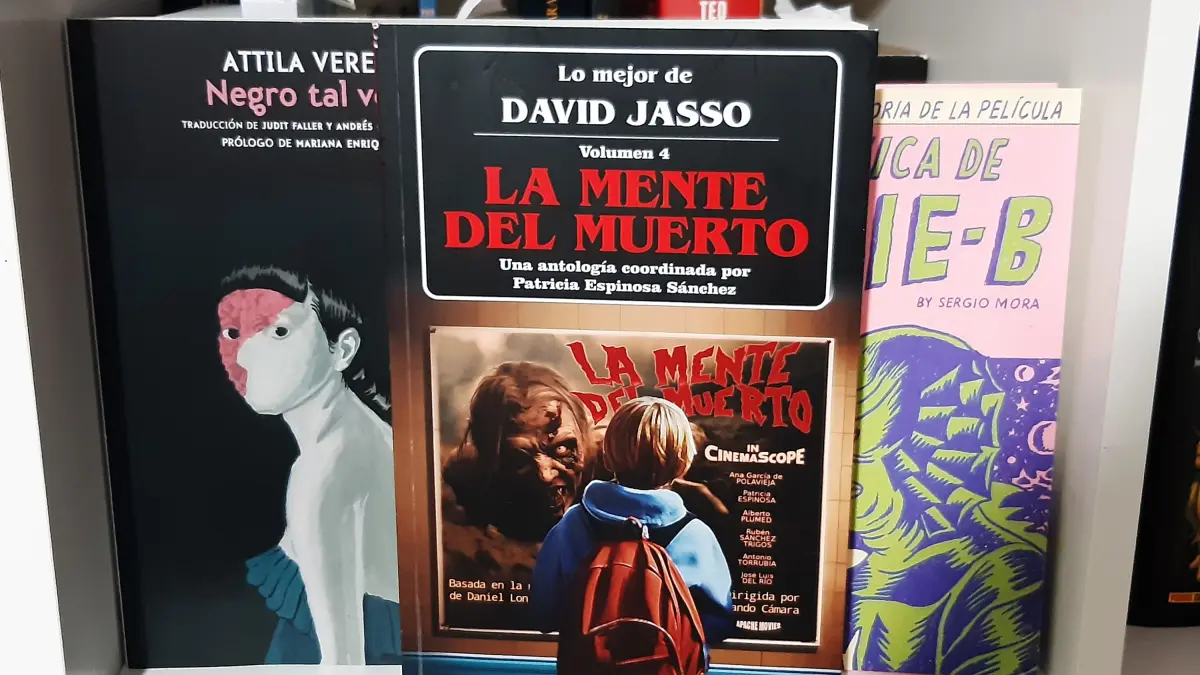 TED
ATTILA VERE
Negro tal v
TRADUCCIÓN DE JUDIT FALLER Y ANDRÉS
PRÓLOGO DE MARIANA ENRIQ
Lo mejor de
DAVID JASSO
Volumen 4
LA MENTE
DEL MUERTO
Una antología coordinada por
Patricia Espinosa Sánchez
LA MENTE
DEL MUERTO
IN
CINEMASCOPE
Ana García de
POLAVIEJA
Patricia
ESPINOSA
Alberto
PLUMED
Rubén
SÁNCHEZ
TRIGOS
Antonio
TORRUBIA
José Luis
DEL RÍO
Basada en la
de Daniel Lon
irigida por
ando Cámara
APACHE MOVIES
ORIA DE LA PELÍCULA
ICA DE
IE-B
BY SERGIO MORA